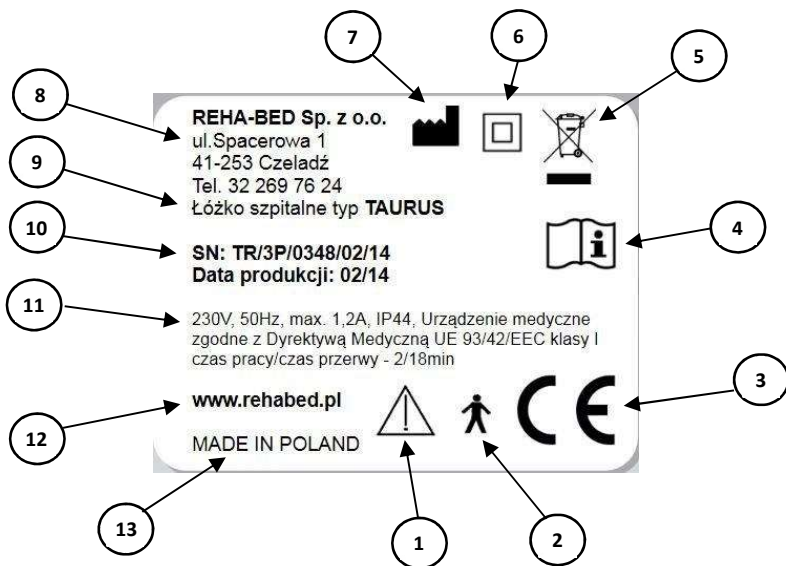 7
6
5
8
REHA-BED Sp. z o.o.
ul.Spacerowa 1
41-253 Czeladź
Tel. 32 269 76 24
9
Łóżko szpitalne typ TAURUS
10
SN: TR/3P/0348/02/14
Data produkcji: 02/14
4
11
230V, 50Hz, max. 1,2A, IP44, Urządzenie medyczne
zgodne z Dyrektywą Medyczną UE 93/42/EEC klasy I
czas pracy/czas przerwy - 2/18min
12
www.rehabed.pl
CE
3
MADE IN POLAND
13
1
2